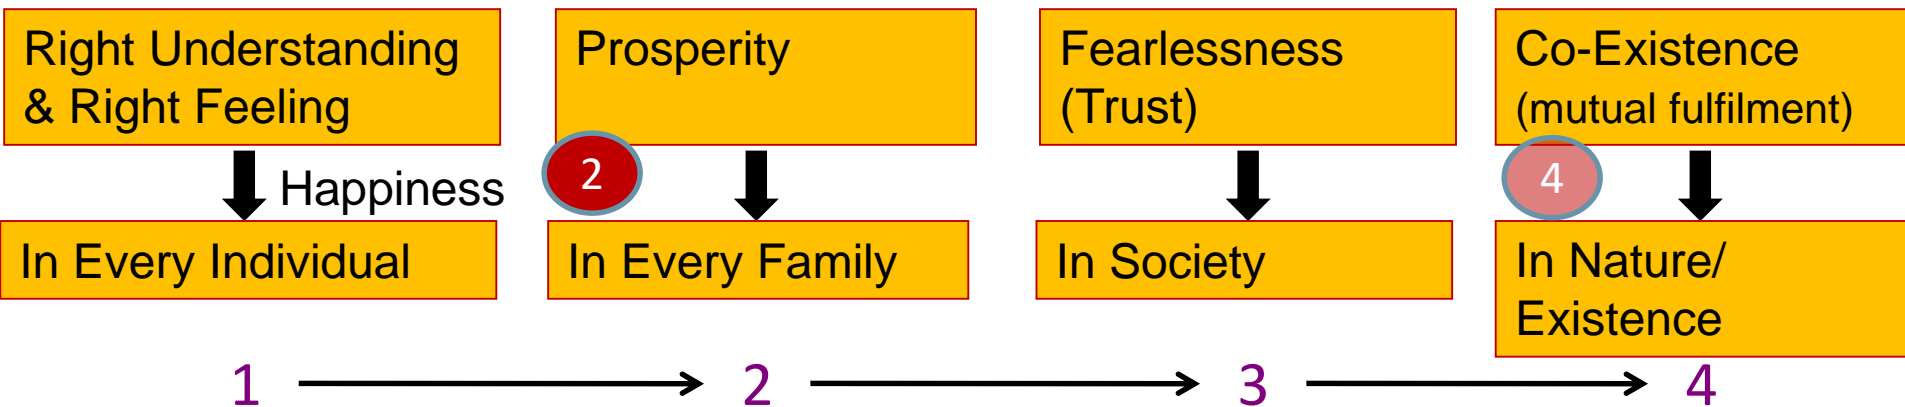 Right Understanding
& Right Feeling
Prosperity
Fearlessness
(Trust)
Co-Existence
(mutual fulfilment)
Happiness
2
4
In Every Individual
In Every Family
In Society
In Nature/
Existence
1
2
3
4